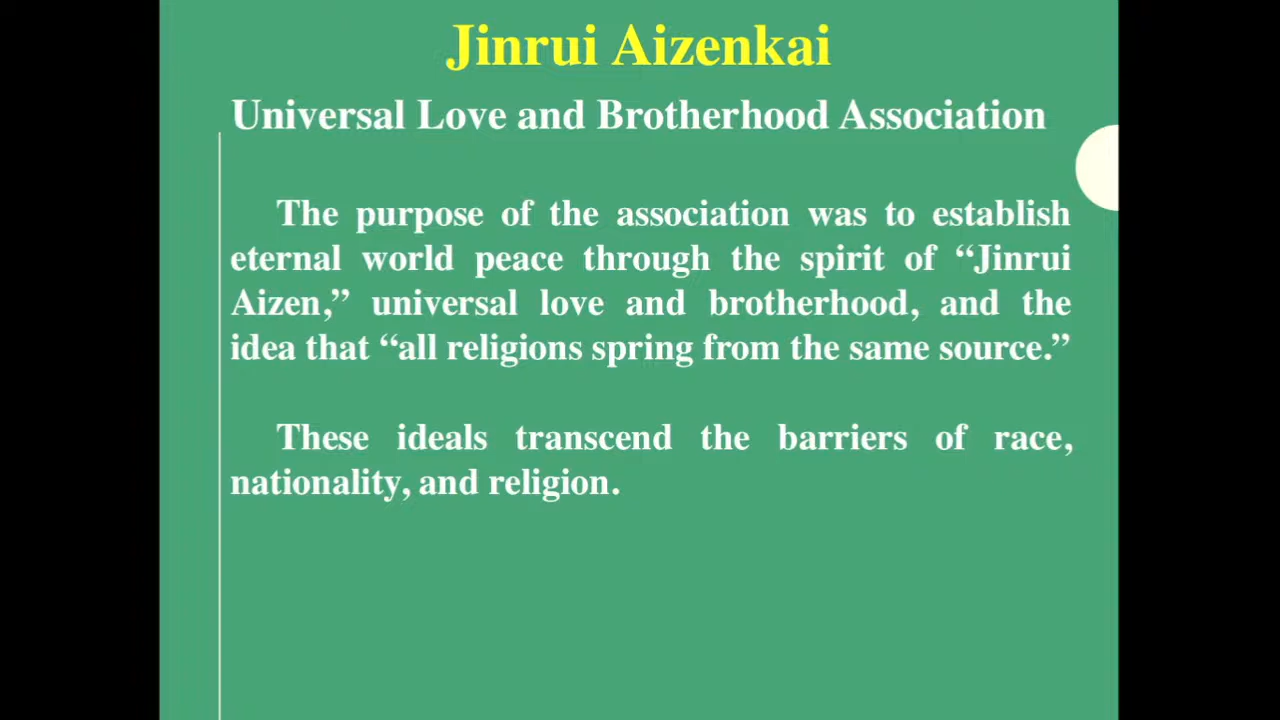 Jinrui Aizenkai
Universal Love and Brotherhood Association
The purpose of the association was to establish
eternal world peace through the spirit of “Jinrui
Aizen,” universal love and brotherhood, and the
idea that “all religions spring from the same source.”
These ideals transcend the barriers of race,
nationality, and religion.